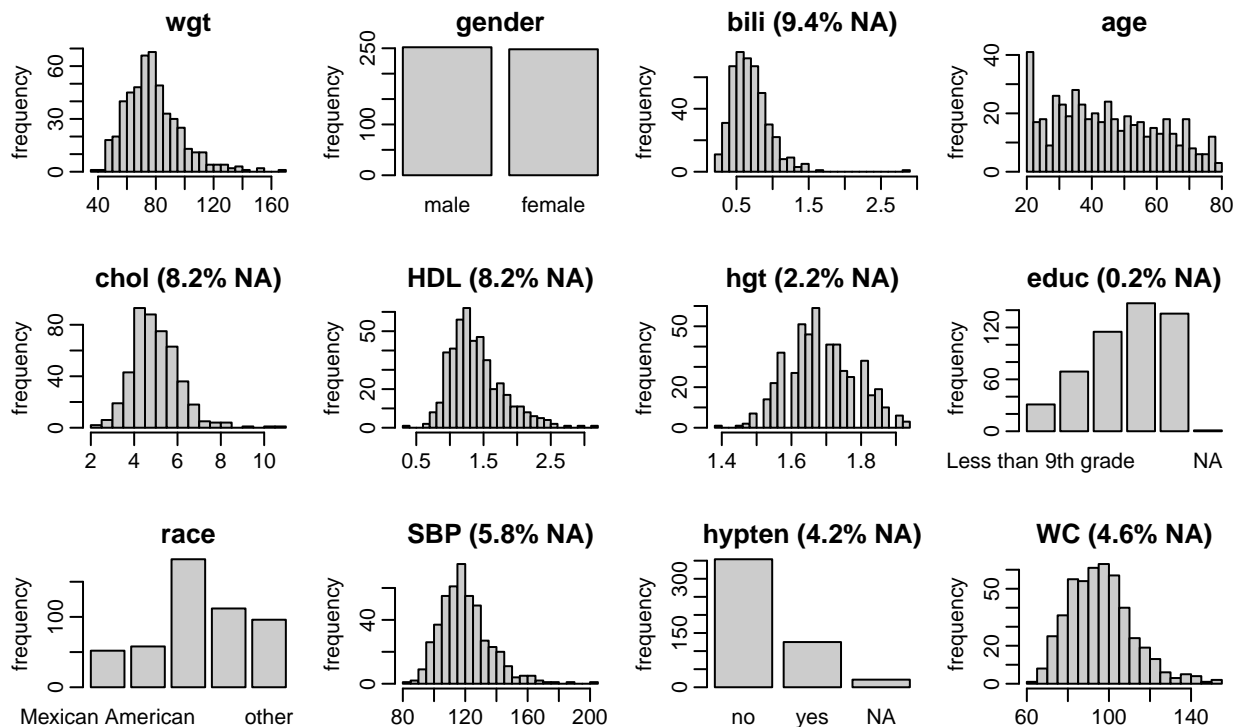 wgt
frequency
0
30
60
40 80 120 160
gender
frequency
0
100
250
male female
bili (9.4% NA)
frequency
0
40
0.5 1.5 2.5
age
frequency
0
20
40
20 40 60 80
chol (8.2% NA)
frequency
0
40
80
2 4 6 8 10
HDL (8.2% NA)
frequency
0
20
50
0.5 1.5 2.5
hgt (2.2% NA)
frequency
0
20
50
1.4 1.6 1.8
educ (0.2% NA)
frequency
0
60
120
Less than 9th grade NA
race
frequency
0
100
Mexican American other
SBP (5.8% NA)
frequency
0
40
80 120 160 200
hypten (4.2% NA)
frequency
0
150
300
no yes NA
WC (4.6% NA)
frequency
0
20
50
60 100 140